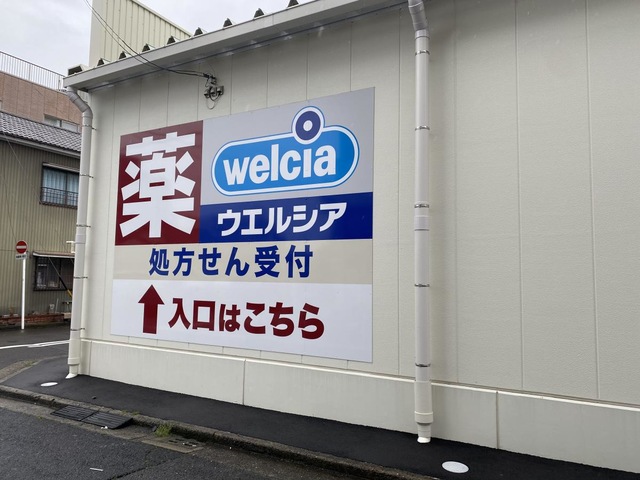 薬
welcia
ウエルシア
処方せん受付
↑入口はこちら